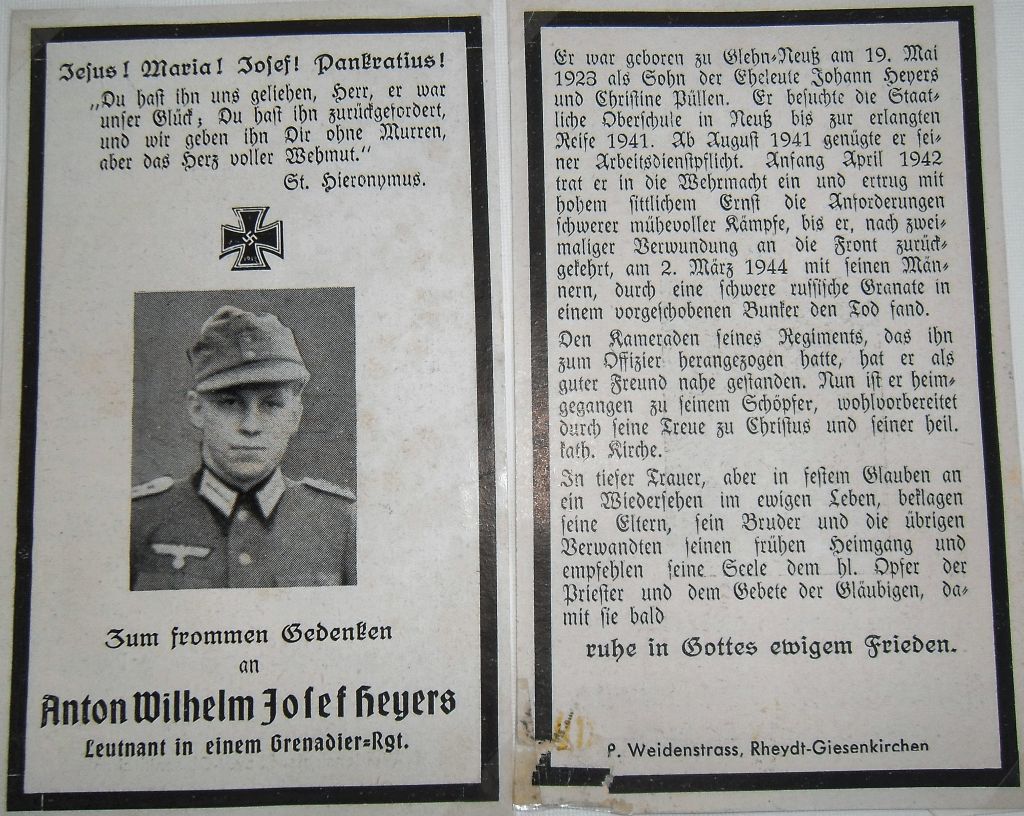 Jesus! Maria! Josef! Pankratius!
„Du hast ihn uns geliehen, Herr, er war
unser Glück; Du hast ihn zurückgefordert,
und wir geben ihn Dir ohne Murren,
aber das Herz voller Wehmut.“
St. Hieronymus.
Zum frommen Gedenken
an
Anton Wilhelm Josef Heyers
Leutnant in einem Grenadier-Rgt.
Er war geboren zu Glehn-Neuß am 19. Mai
1923 als Sohn der Eheleute Johann Heyers
und Christine Püllen. Er besuchte die Staat-
liche Oberschule in Neuß bis zur erlangten
Reife 1941. Ab August 1941 genügte er sei-
ner Arbeitsdienstpflicht. Anfang April 1942
trat er in die Wehrmacht ein und ertrug mit
hohem sittlichem Ernst die Anforderungen
schwerer mühevoller Kämpfe, bis er, nach zwei-
maliger Verwundung an die Front zurück-
gekehrt, am 2. März 1944 mit seinen Män-
nern, durch eine schwere russische Granate in
einem vorgeschobenen Bunker den Tod fand.
Den Kameraden seines Regiments, das ihn
zum Offizier herangezogen hatte, hat er als
guter Freund nahe gestanden. Nun ist er heim-
gegangen zu seinem Schöpfer, wohlvorbereitet
durch seine Treue zu Christus und seiner heil.
kath. Kirche.
In tiefer Trauer, aber in festem Glauben an
ein Wiedersehen im ewigen Leben, beklagen
seine Eltern, sein Bruder und die übrigen
Verwandten seinen frühen Heimgang und
empfehlen seine Seele dem hl. Opfer der
Priester und dem Gebete der Gläubigen, da-
mit sie bald
ruhe in Gottes ewigem Frieden.
P. Weidenstrass, Rheydt-Giesenkirchen